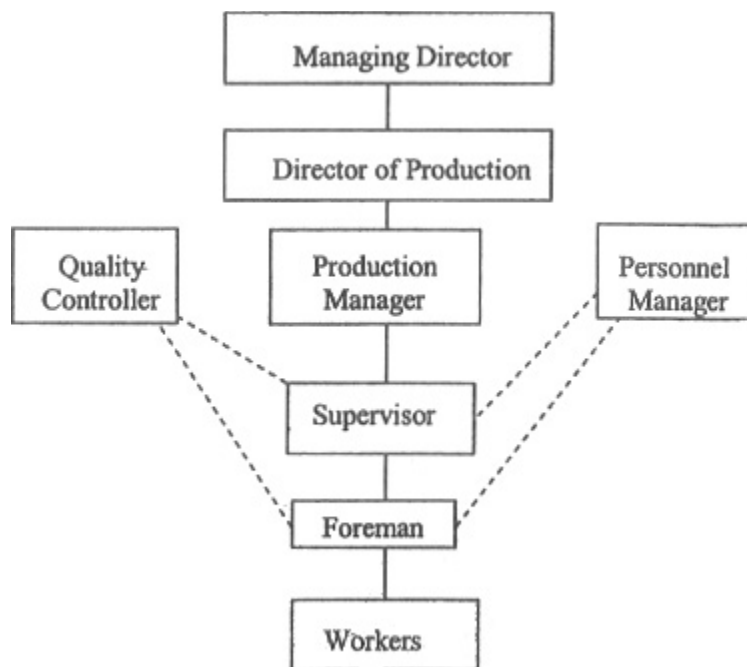 Managing Director
Director of Production
Quality
Controller
Production
Manager
Personnel
Manager
Supervisor
Foreman
Workers